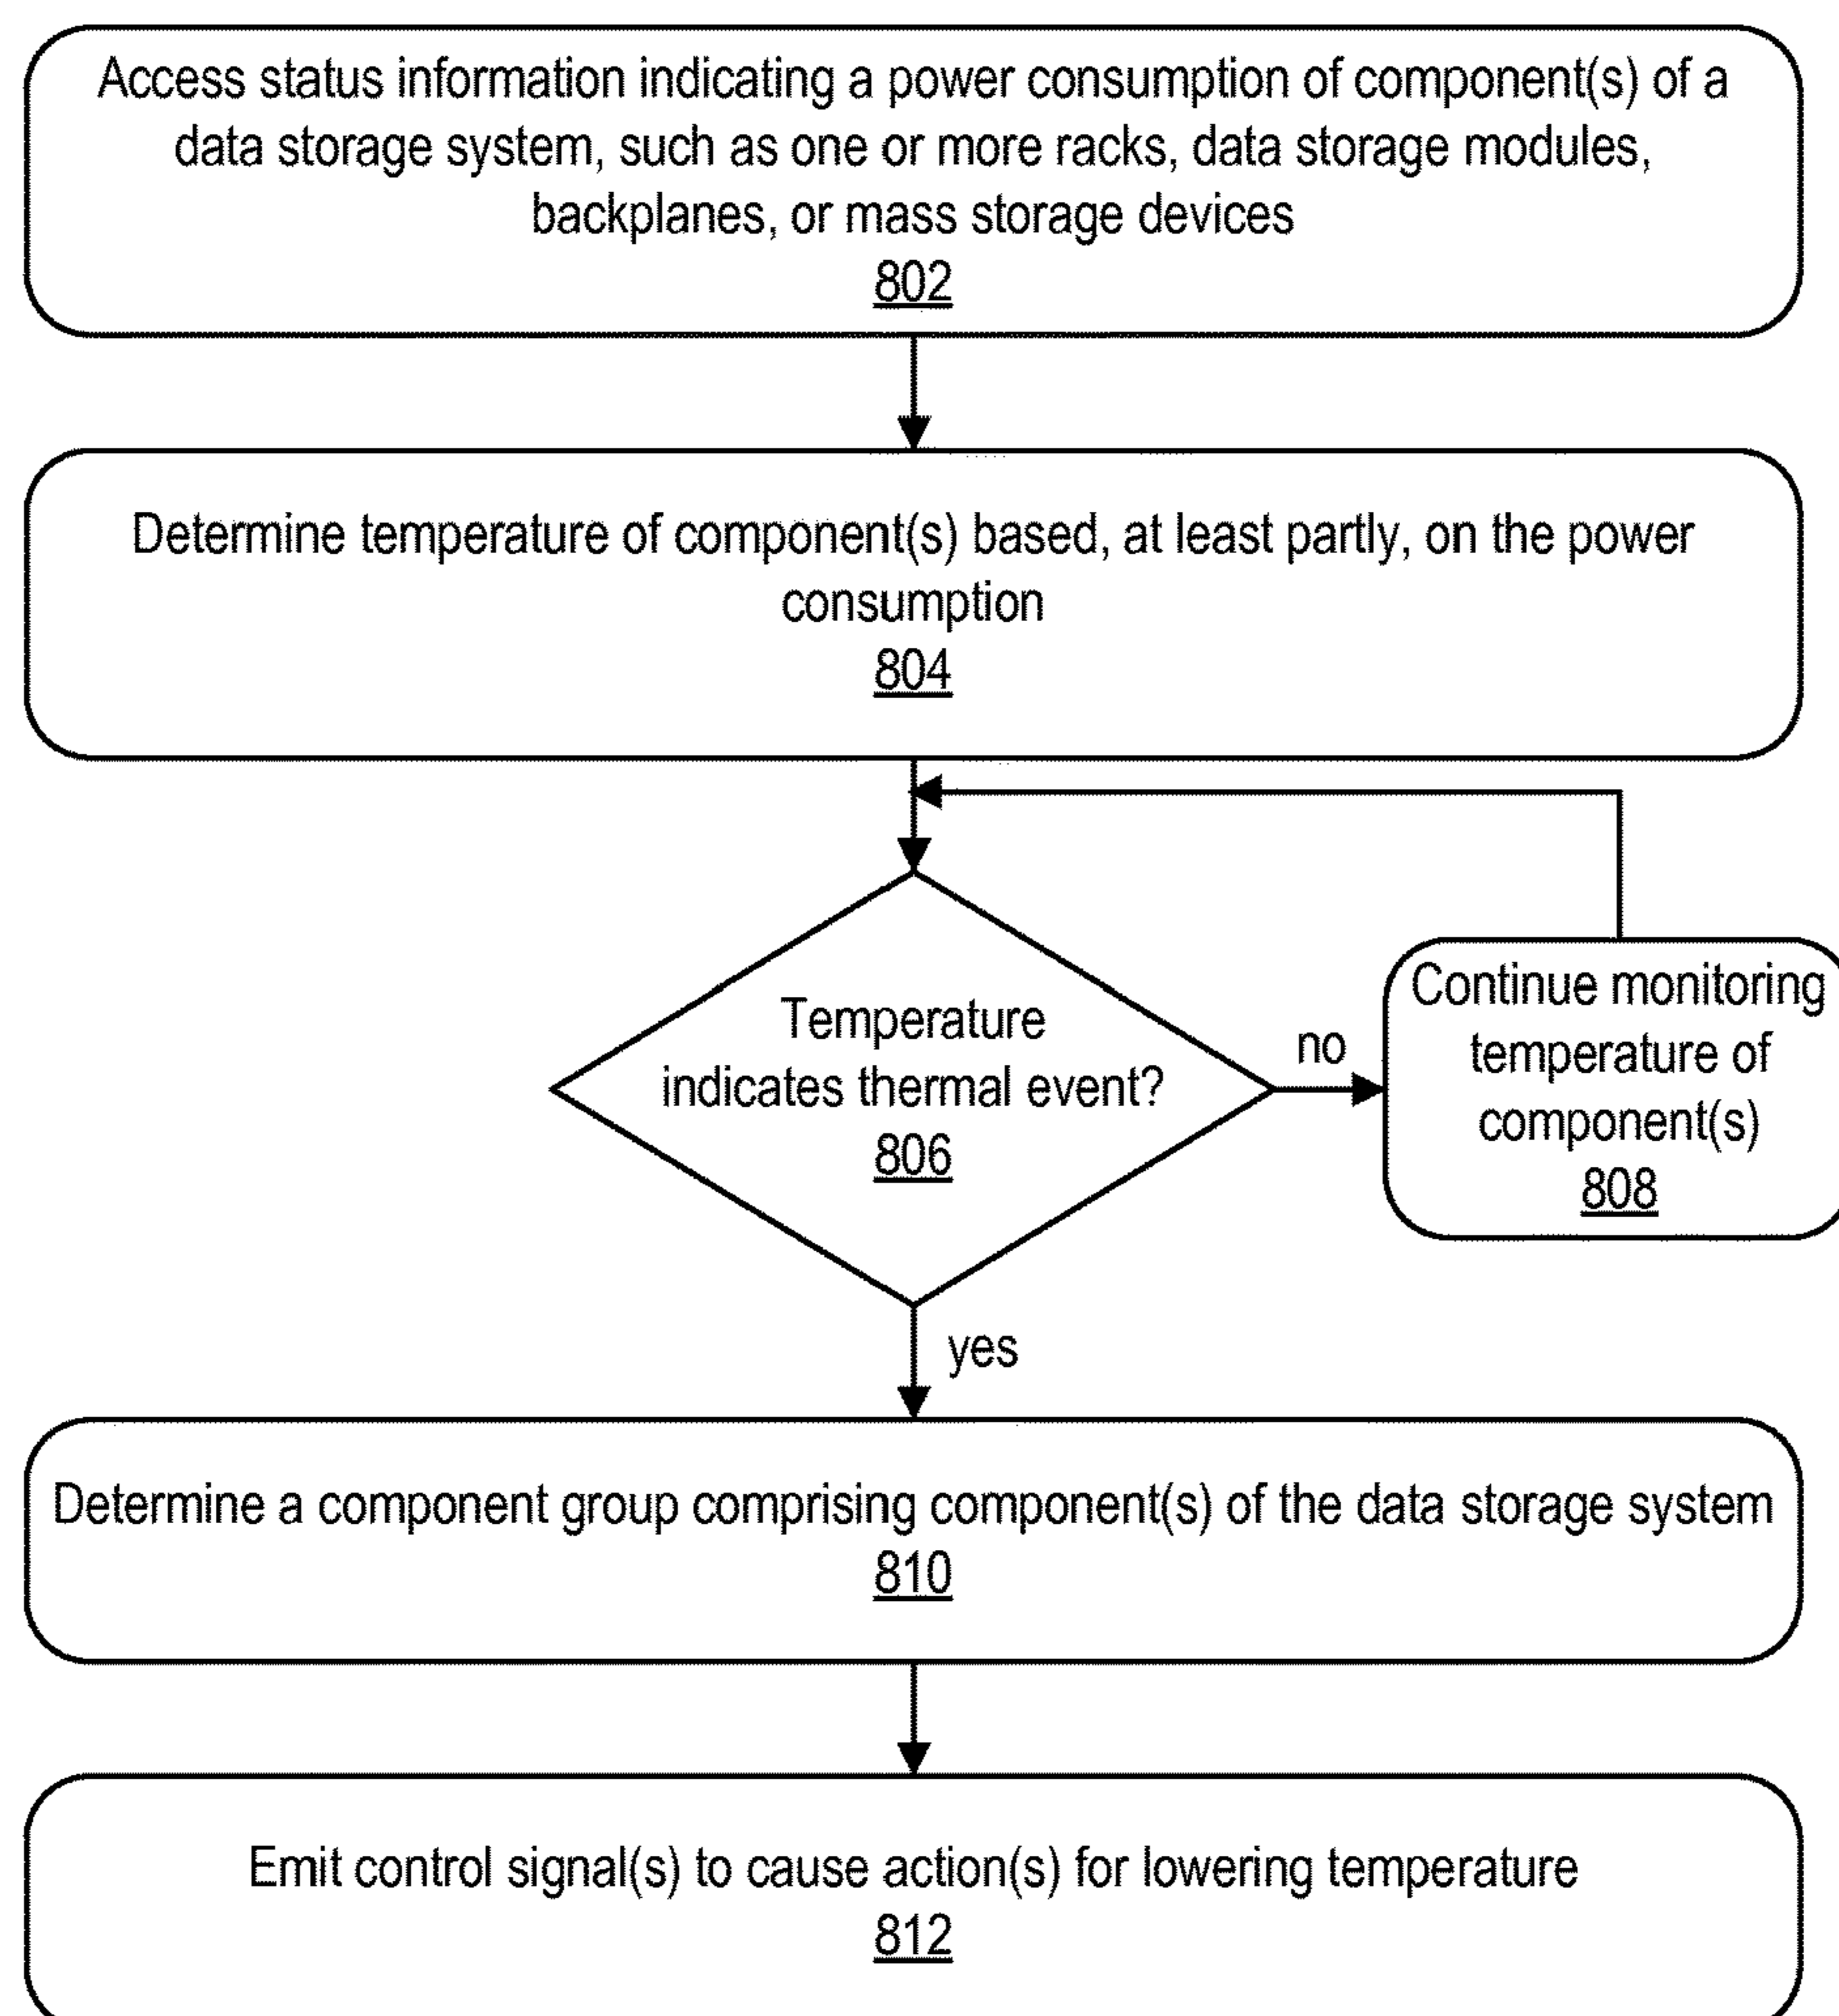 Access status information indicating a power consumption of component(s) of a
data storage system, such as one or more racks, data storage modules,
backplanes, or mass storage devices
802
Determine temperature of component(s) based, at least partly, on the power
consumption
804
Temperature
indicates thermal event?
806
no
Continue monitoring
temperature of
component(s)
808
yes
Determine a component group comprising component(s) of the data storage system
810
Emit control signal(s) to cause action(s) for lowering temperature
812